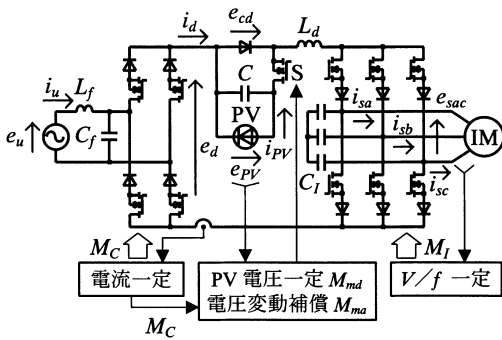 i_d
e_cd
L_d
i_u
L_f
C
S
PV
e_u
C_f
e_d
e_PV
i_PV
i_sa
i_sb
i_sc
e_sac
C_I
IM
M_C
電流一定
M_C
PV 電圧一定 M_md
電圧変動補償 M_ma
M_I
V/f 一定